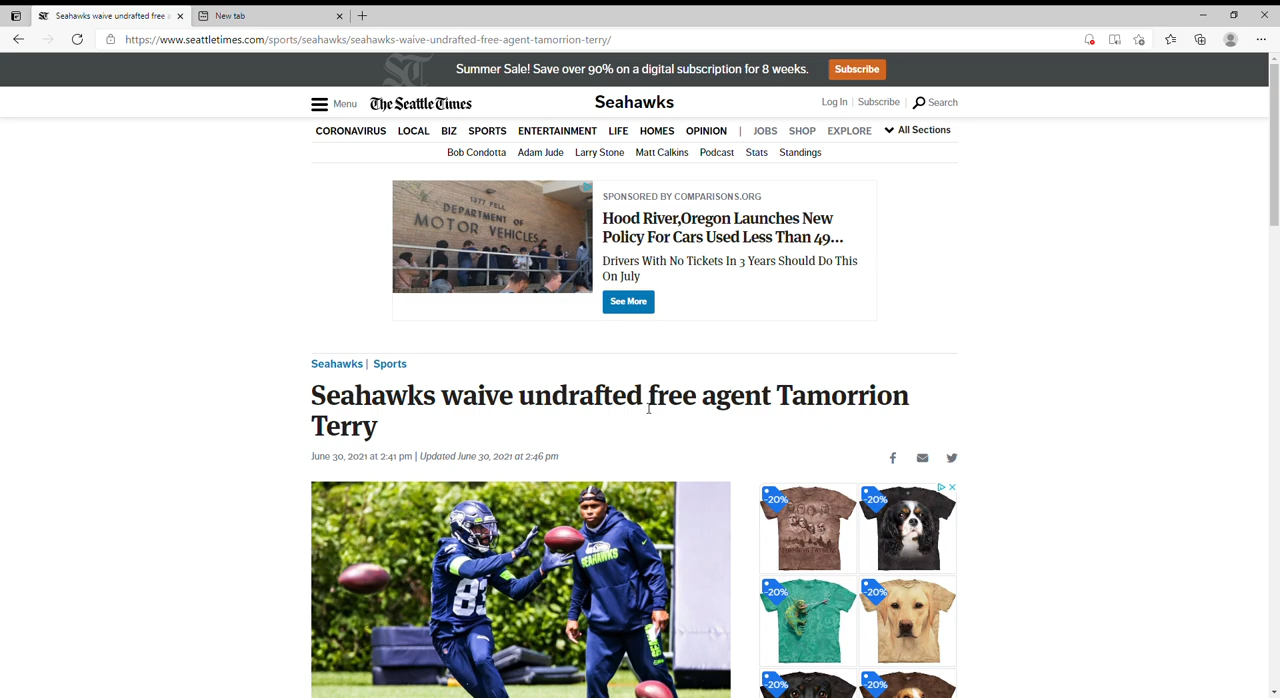 Seahawks waive undrafted free a
New tab
https://www.seattletimes.com/sports/seahawks/seahawks-waive-undrafted-free-agent-tamorrion-terry/
Summer Sale! Save over 90% on a digital subscription for 8 weeks. Subscribe
Menu The Seattle Times Seahawks Log In | Subscribe | Search
CORONAVIRUS LOCAL BIZ SPORTS ENTERTAINMENT LIFE HOMES OPINION | JOBS SHOP EXPLORE All Sections
Bob Condotta Adam Jude Larry Stone Matt Calkins Podcast Stats Standings
1377 FELL
DEPARTMENT OF
MOTOR VEHICLES
SPONSORED BY COMPARISONS.ORG
Hood River,Oregon Launches New
Policy For Cars Used Less Than 49...
Drivers With No Tickets In 3 Years Should Do This
On July
See More
Seahawks | Sports
Seahawks waive undrafted free agent Tamorrion
Terry
June 30, 2021 at 2:41 pm | Updated June 30, 2021 at 2:46 pm
SEAHAWKS
83
-20% -20%
-20% -20%
-20% -20%